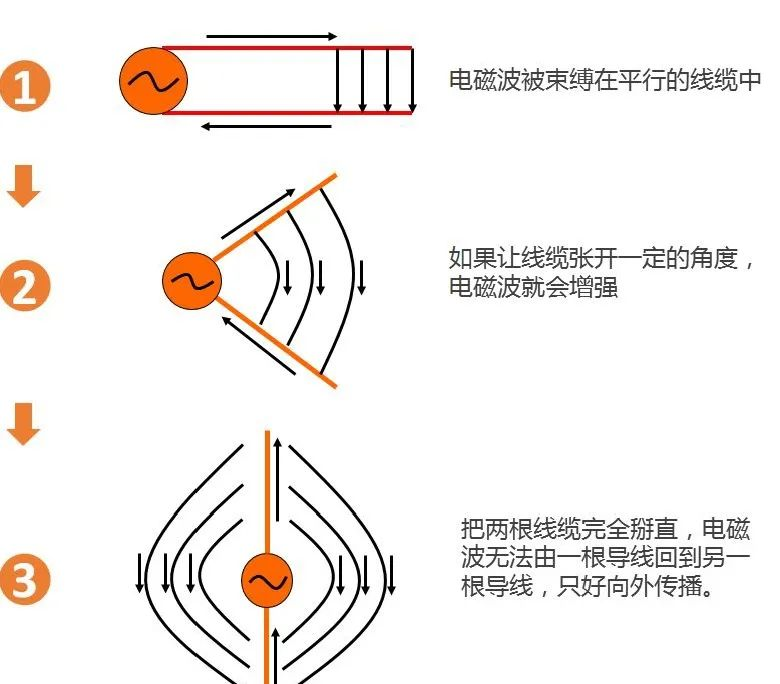 1
电磁波被束缚在平行的线缆中
2
如果让线缆张开一定的角度，
电磁波就会增强
3
把两根线缆完全掰直，电磁
波无法由一根导线回到另一
根导线，只好向外传播。